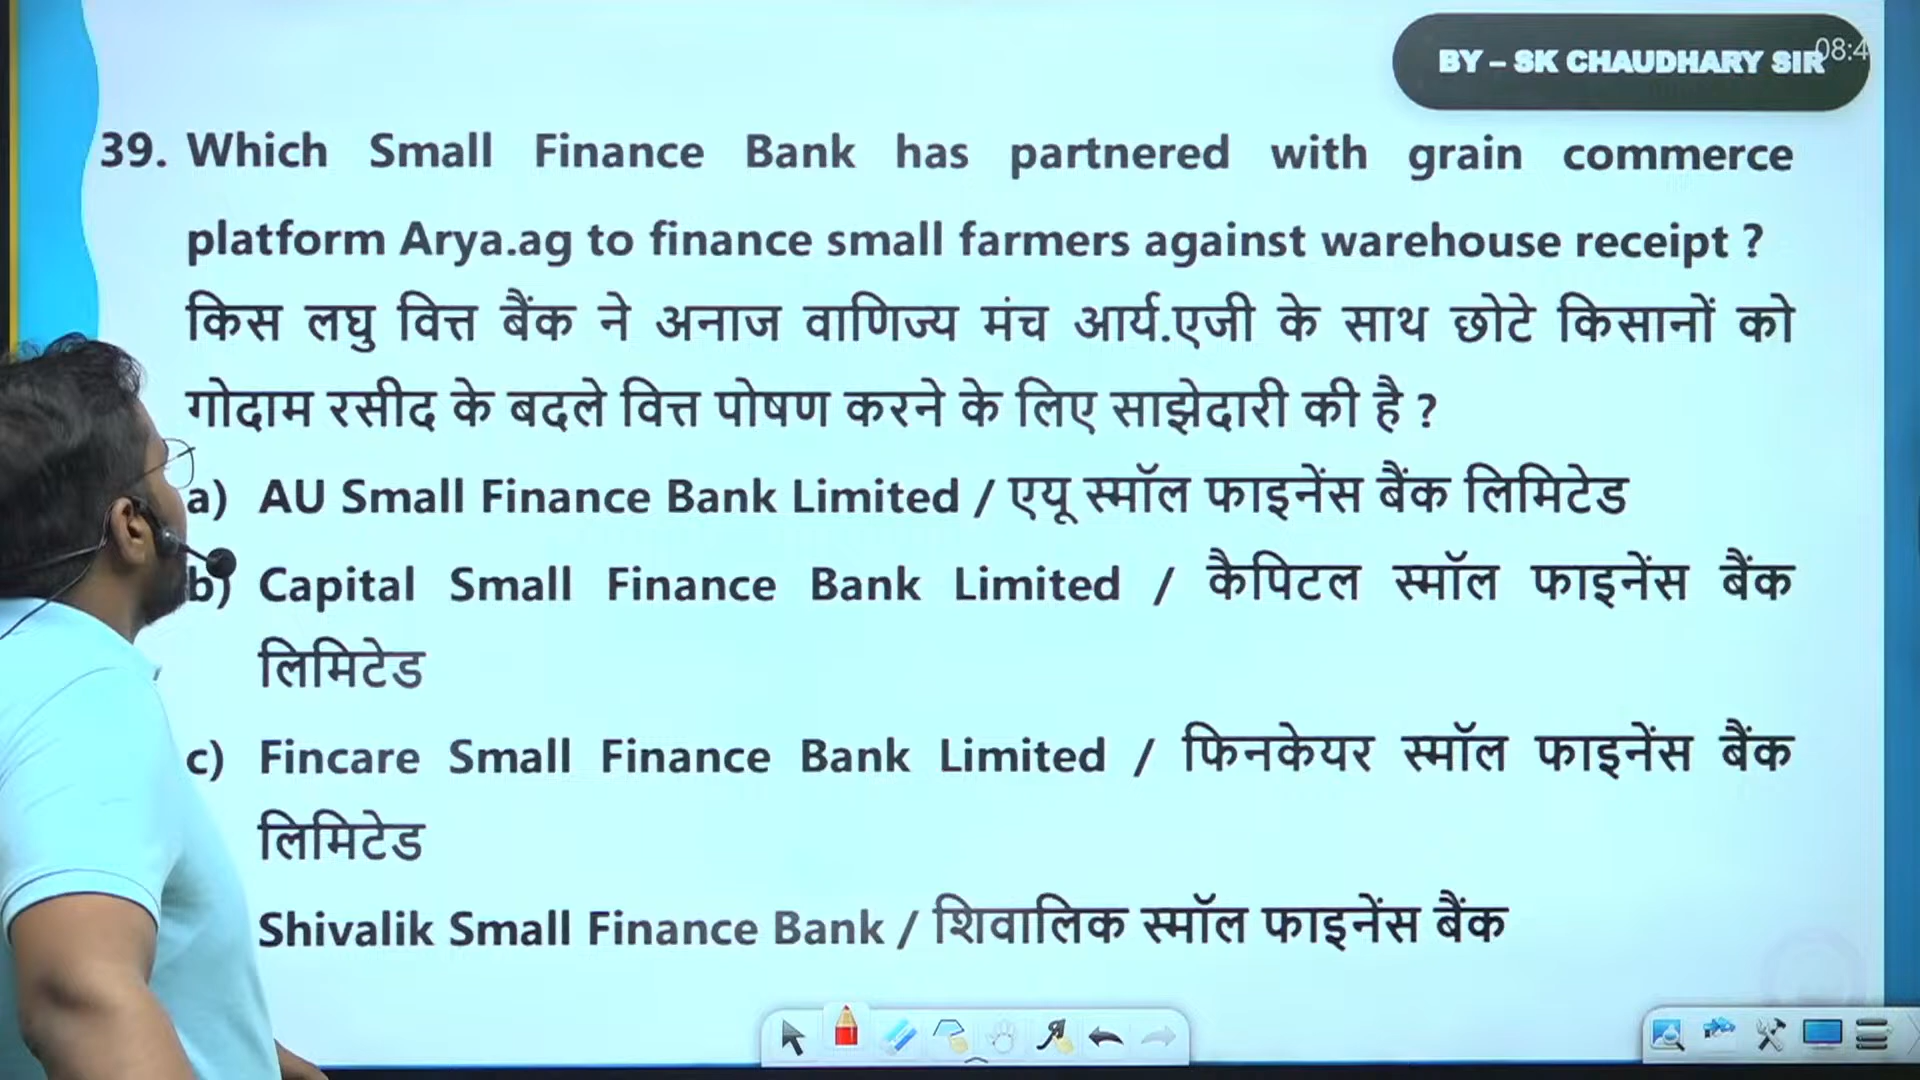 BY – SK CHAUDHARY SIR
08:4
39. Which Small Finance Bank has partnered with grain commerce
platform Arya.ag to finance small farmers against warehouse receipt ?
किस लघु वित्त बैंक ने अनाज वाणिज्य मंच आर्य.एजी के साथ छोटे किसानों को
गोदाम रसीद के बदले वित्त पोषण करने के लिए साझेदारी की है ?
a) AU Small Finance Bank Limited / एयू स्मॉल फाइनेंस बैंक लिमिटेड
b) Capital Small Finance Bank Limited / कैपिटल स्मॉल फाइनेंस बैंक
लिमिटेड
c) Fincare Small Finance Bank Limited / फिनकेयर स्मॉल फाइनेंस बैंक
लिमिटेड
Shivalik Small Finance Bank / शिवालिक स्मॉल फाइनेंस बैंक